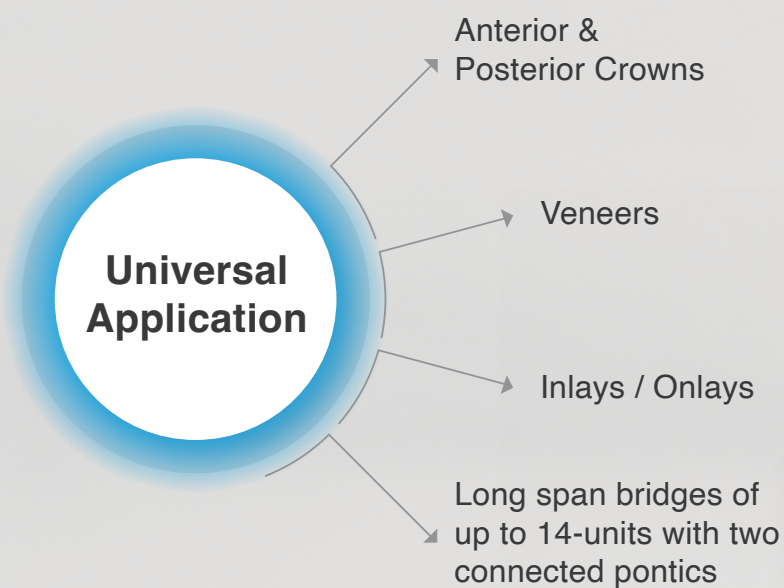 Universal
Application
Anterior &
Posterior Crowns
Veneers
Inlays / Onlays
Long span bridges of
up to 14-units with two
connected pontics